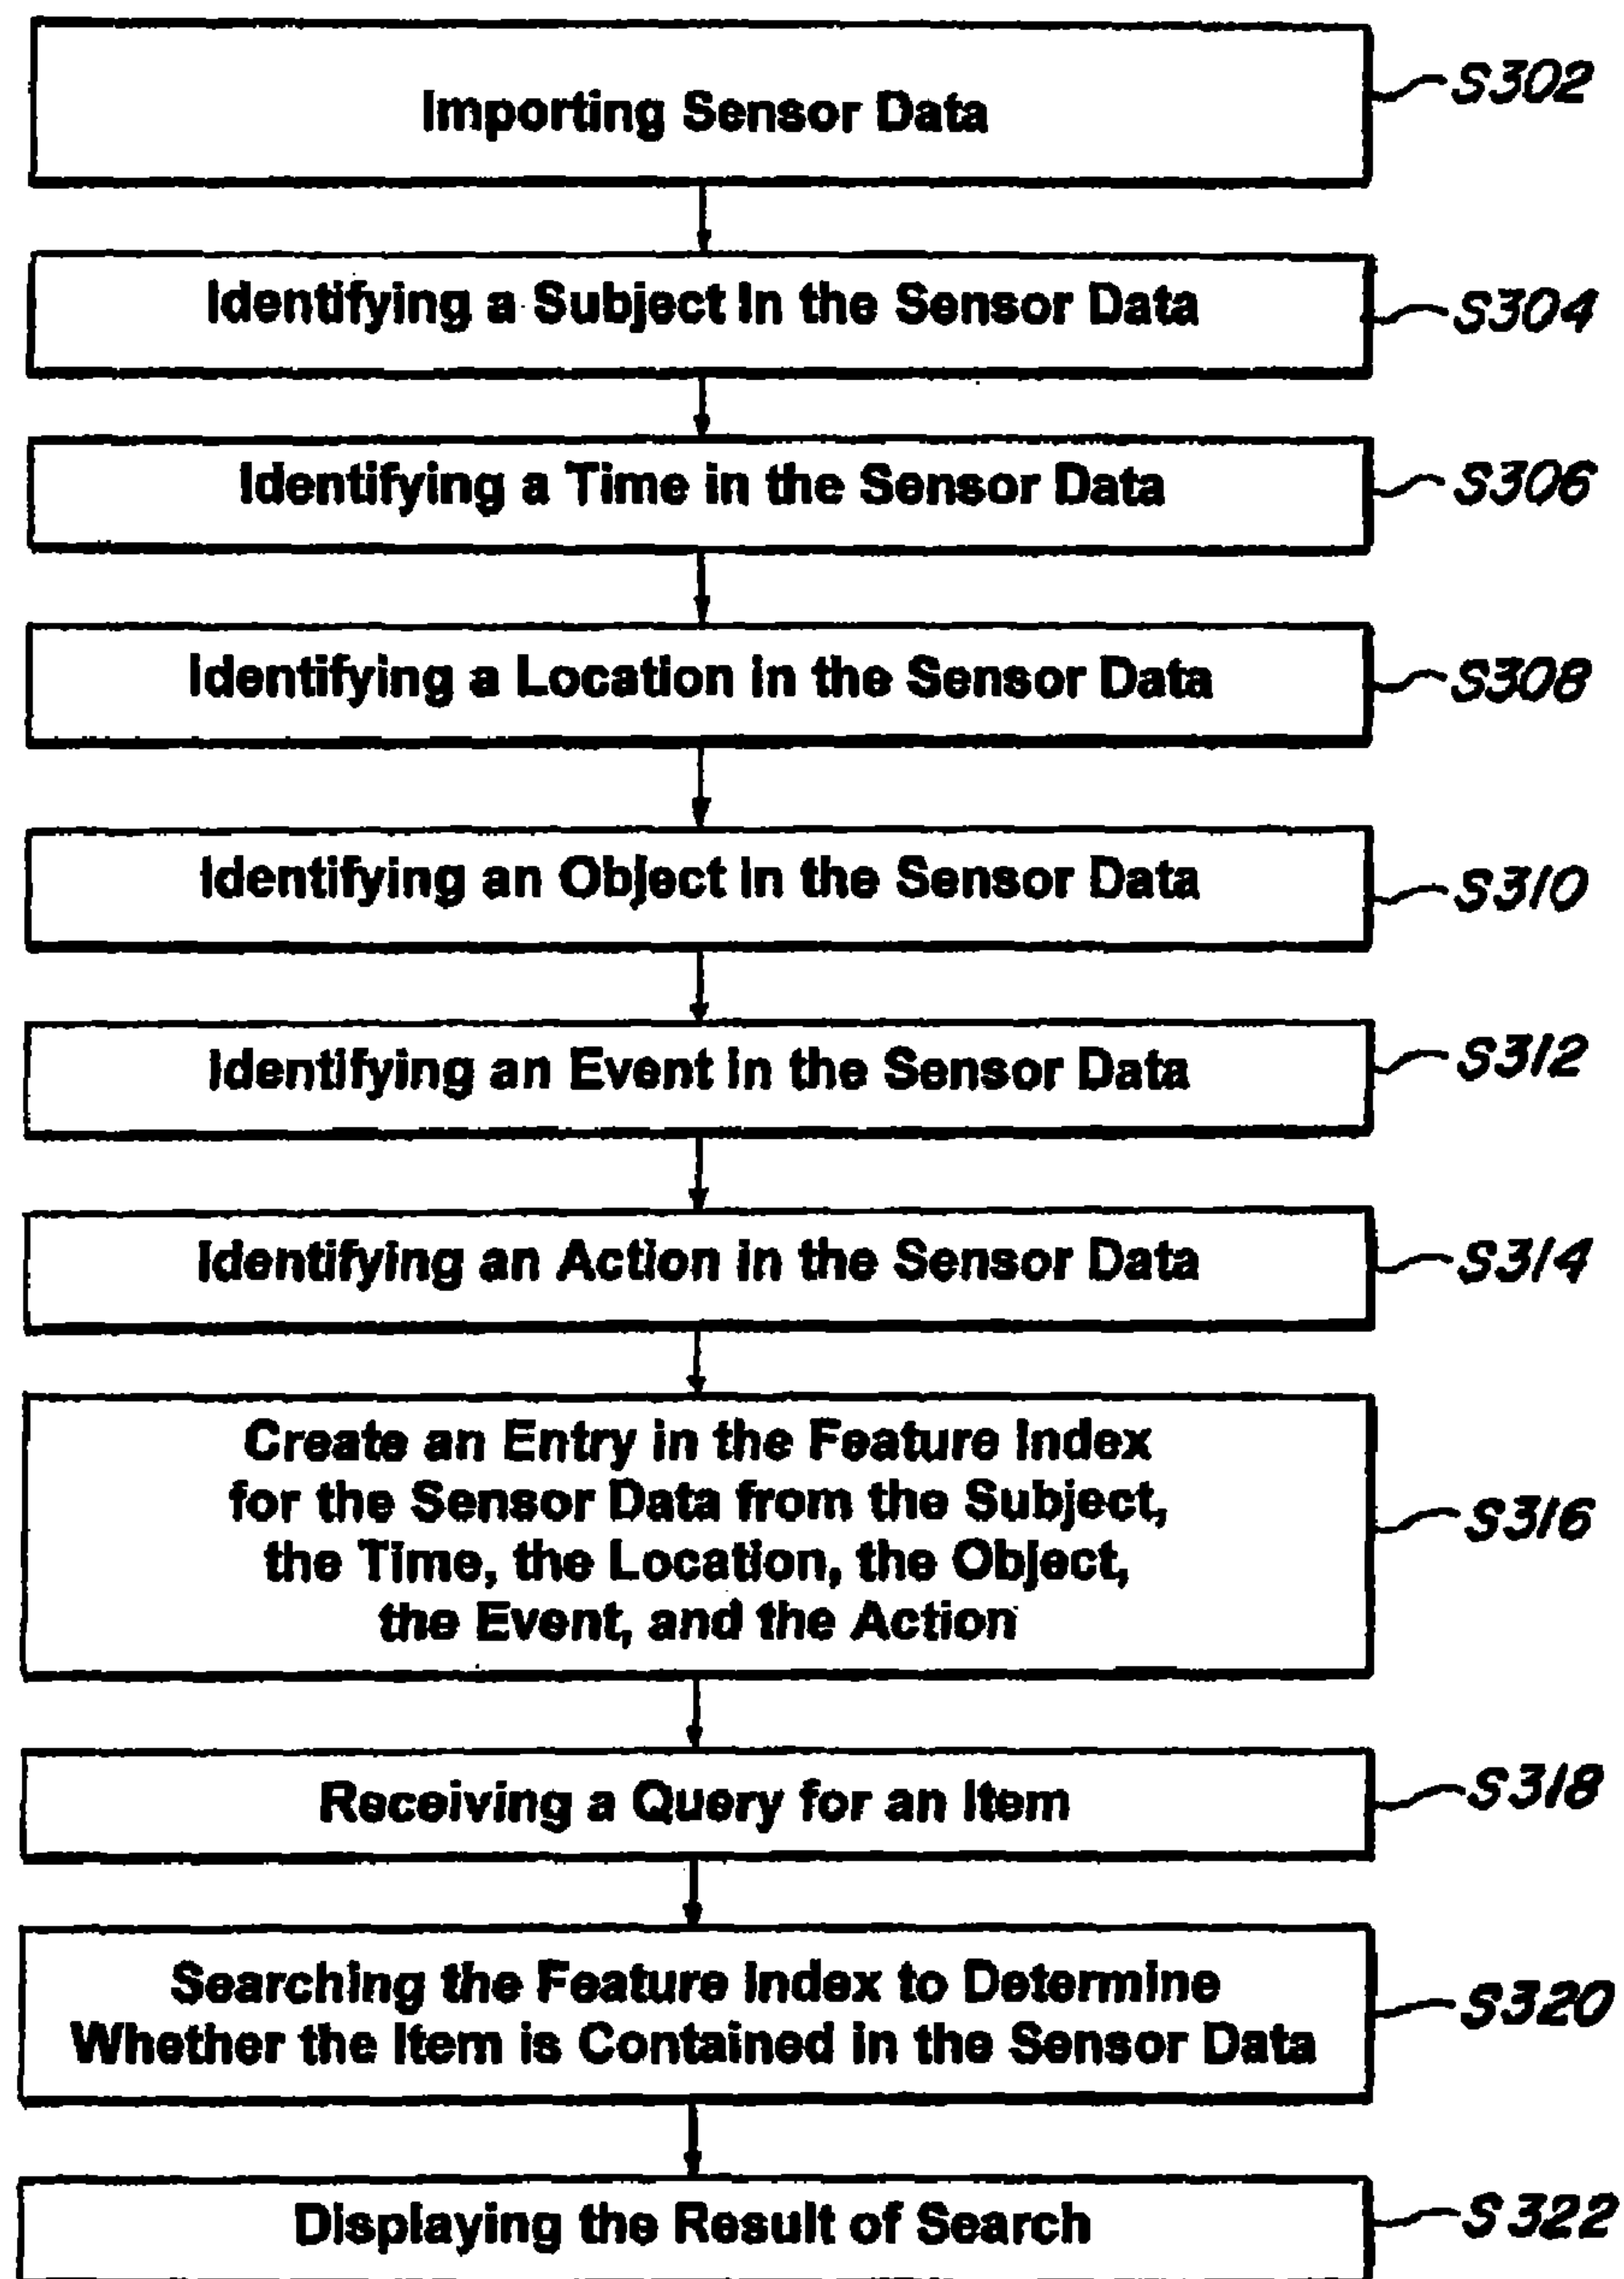 Importing Sensor Data
S302
Identifying a Subject in the Sensor Data
S304
Identifying a Time in the Sensor Data
S306
Identifying a Location in the Sensor Data
S308
Identifying an Object in the Sensor Data
S310
Identifying an Event in the Sensor Data
S312
Identifying an Action in the Sensor Data
S314
Create an Entry in the Feature Index
for the Sensor Data from the Subject,
the Time, the Location, the Object,
the Event, and the Action
S316
Receiving a Query for an Item
S318
Searching the Feature Index to Determine
Whether the Item is Contained in the Sensor Data
S320
Displaying the Result of Search
S322